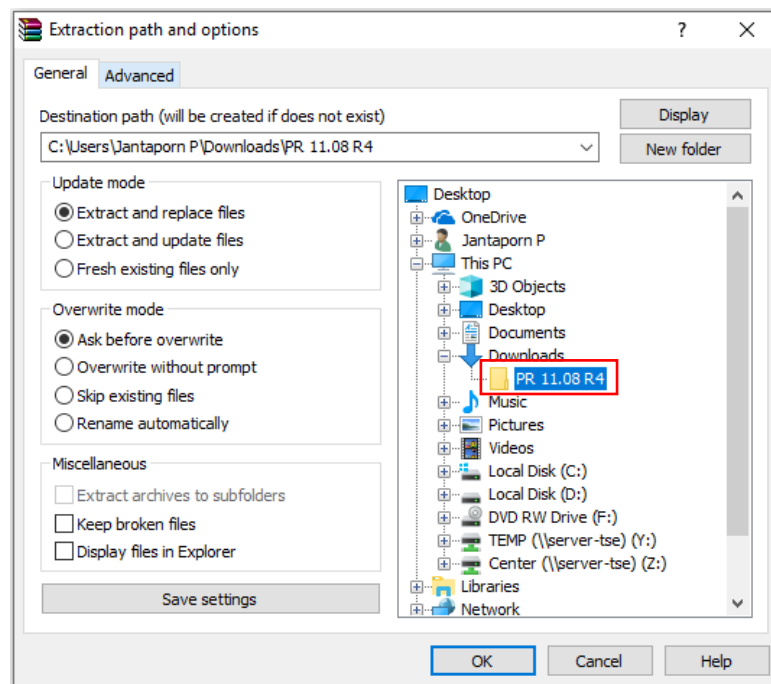 Extraction path and options
General
Advanced
Destination path (will be created if does not exist)
Display
C:\Users\Jantaporn P\Downloads\PR 11.08 R4
New folder
Update mode
Extract and replace files
Extract and update files
Fresh existing files only
Overwrite mode
Ask before overwrite
Overwrite without prompt
Skip existing files
Rename automatically
Miscellaneous
Extract archives to subfolders
Keep broken files
Display files in Explorer
Save settings
Desktop
OneDrive
Jantaporn P
This PC
3D Objects
Desktop
Documents
Downloads
PR 11.08 R4
Music
Pictures
Videos
Local Disk (C:)
Local Disk (D:)
DVD RW Drive (F:)
TEMP (\\server-tse) (Y:)
Center (\\server-tse) (Z:)
Libraries
Network
OK
Cancel
Help